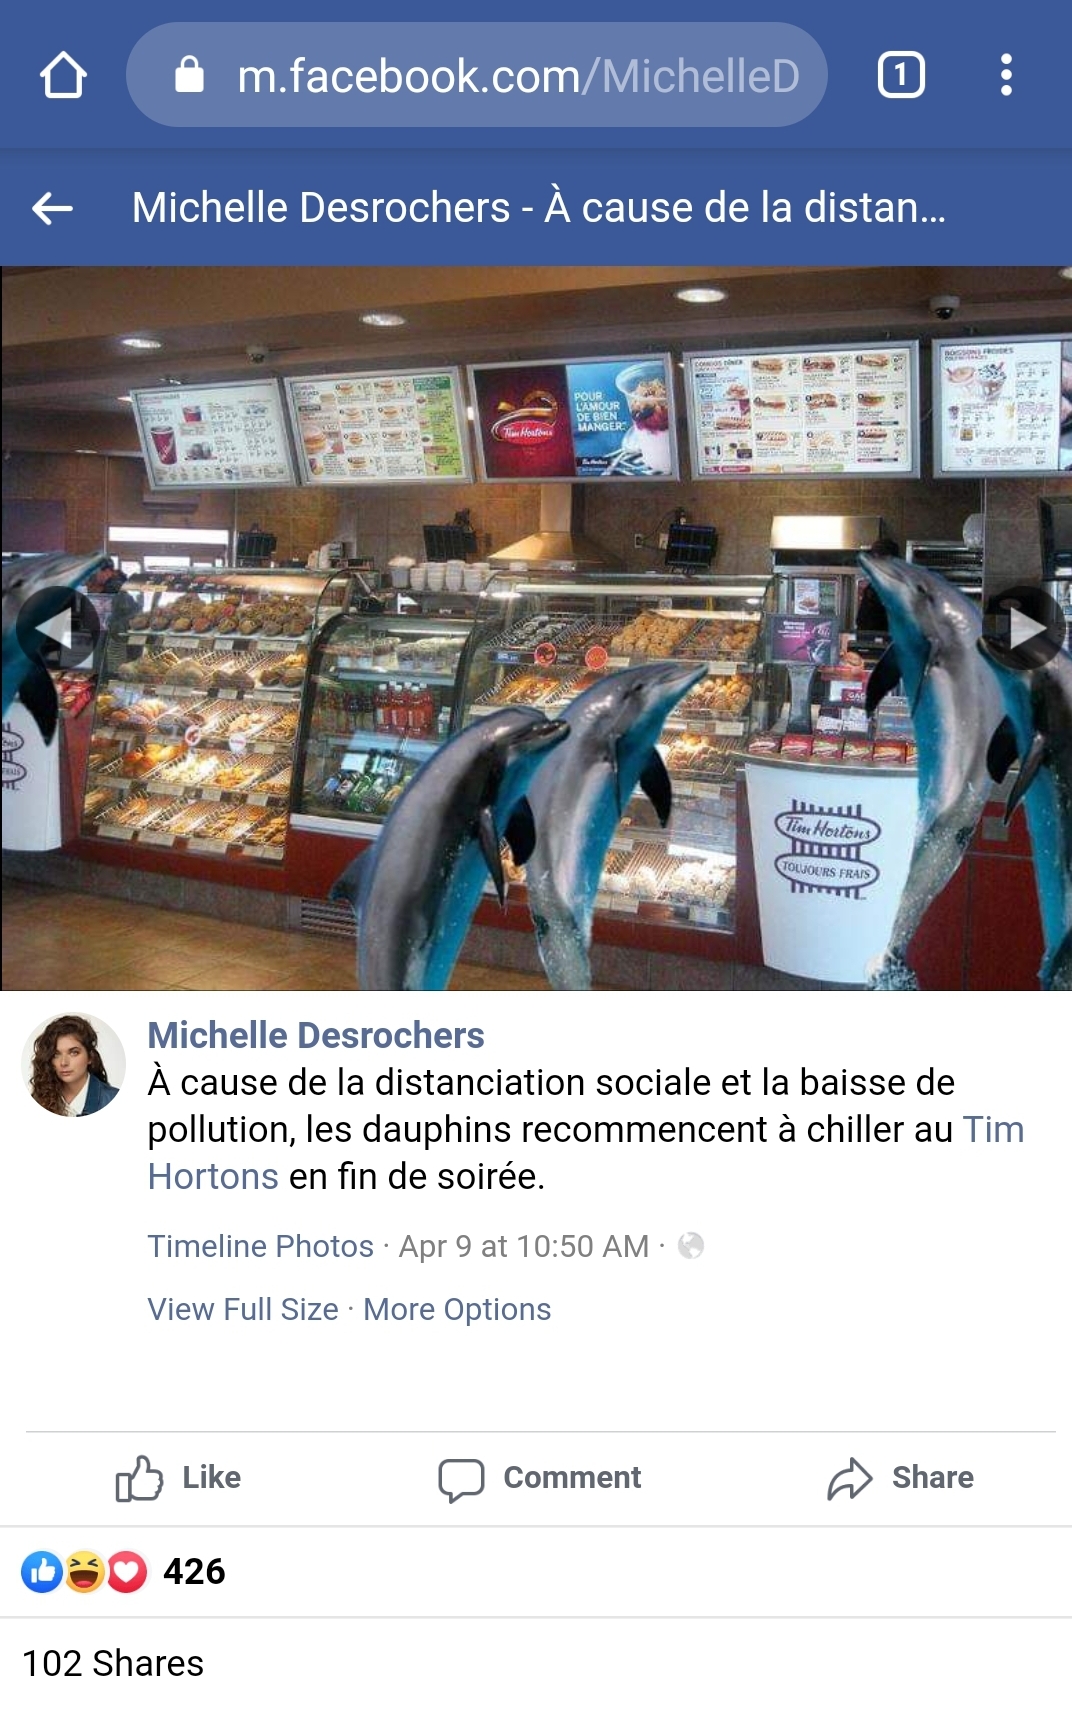 1
m.facebook.com/MichelleD
Michelle Desrochers - À cause de la distan...
BOISSONS FROIDES
POUR
L'AMOUR
DE BIEN
MANGER.
Tim Hortons
Tim Hortons
TOUJOURS FRAIS
Michelle Desrochers
À cause de la distanciation sociale et la baisse de
pollution, les dauphins recommencent à chiller au Tim
Hortons en fin de soirée.
Timeline Photos · Apr 9 at 10:50 AM ·
View Full Size · More Options
Like
Comment
Share
426
102 Shares